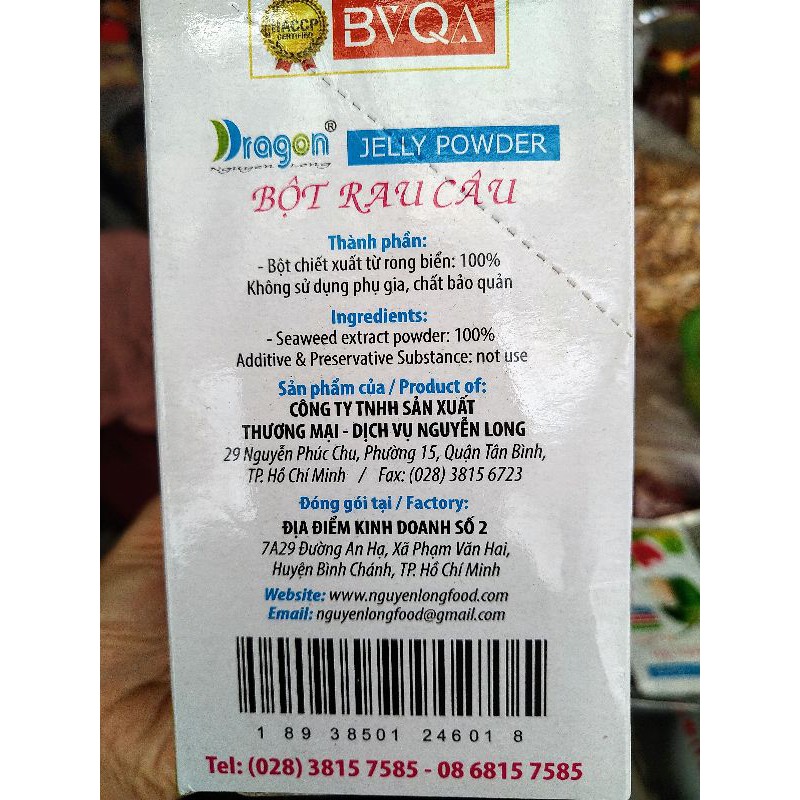 HACCP
CERTIFIED
BVQA
Dragon®
Nguyen Long
JELLY POWDER
BỘT RAU CÂU
Thành phần:
- Bột chiết xuất từ rong biển: 100%
Không sử dụng phụ gia, chất bảo quản
Ingredients:
- Seaweed extract powder: 100%
Additive & Preservative Substance: not use
Sản phẩm của / Product of:
CÔNG TY TNHH SẢN XUẤT
THƯƠNG MẠI - DỊCH VỤ NGUYỄN LONG
29 Nguyễn Phúc Chu, Phường 15, Quận Tân Bình,
TP. Hồ Chí Minh / Fax: (028) 3815 6723
Đóng gói tại / Factory:
ĐỊA ĐIỂM KINH DOANH SỐ 2
7A29 Đường An Hạ, Xã Phạm Văn Hai,
Huyện Bình Chánh, TP. Hồ Chí Minh
Website: www.nguyenlongfood.com
Email: nguyenlongfood@gmail.com
1 89 38501 24601 8
Tel: (028) 3815 7585 - 08 6815 7585